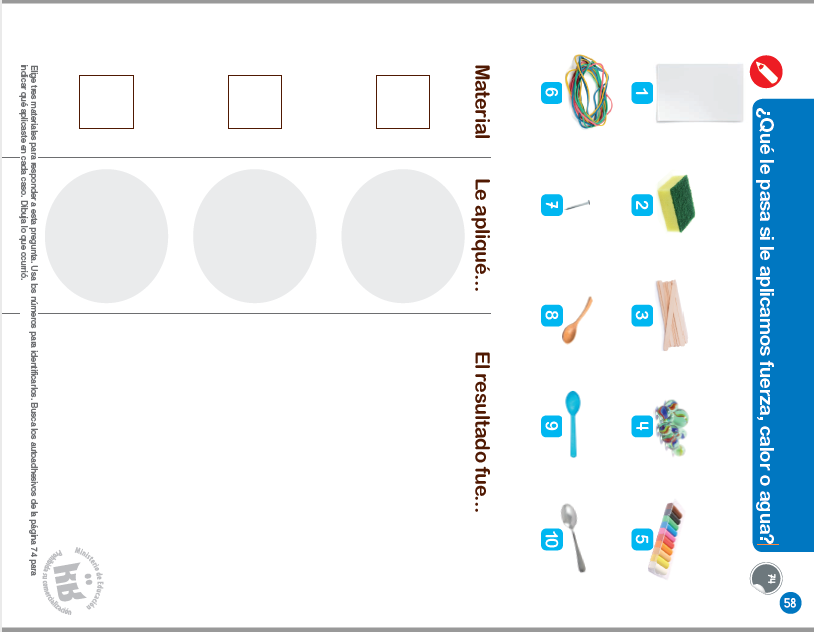 ¿Qué le pasa si le aplicamos fuerza, calor o agua?
74
58
1
2
3
4
5
6
7
8
9
10
Material
Le apliqué...
El resultado fue...
Elige tres materiales para responder a esta pregunta. Usa los números para identificarlos. Busca los autoadhesivos de la página 74 para
indicar qué aplicaste en cada caso. Dibuja lo que ocurrió.
Ministerio de Educación
Prohibida su comercialización